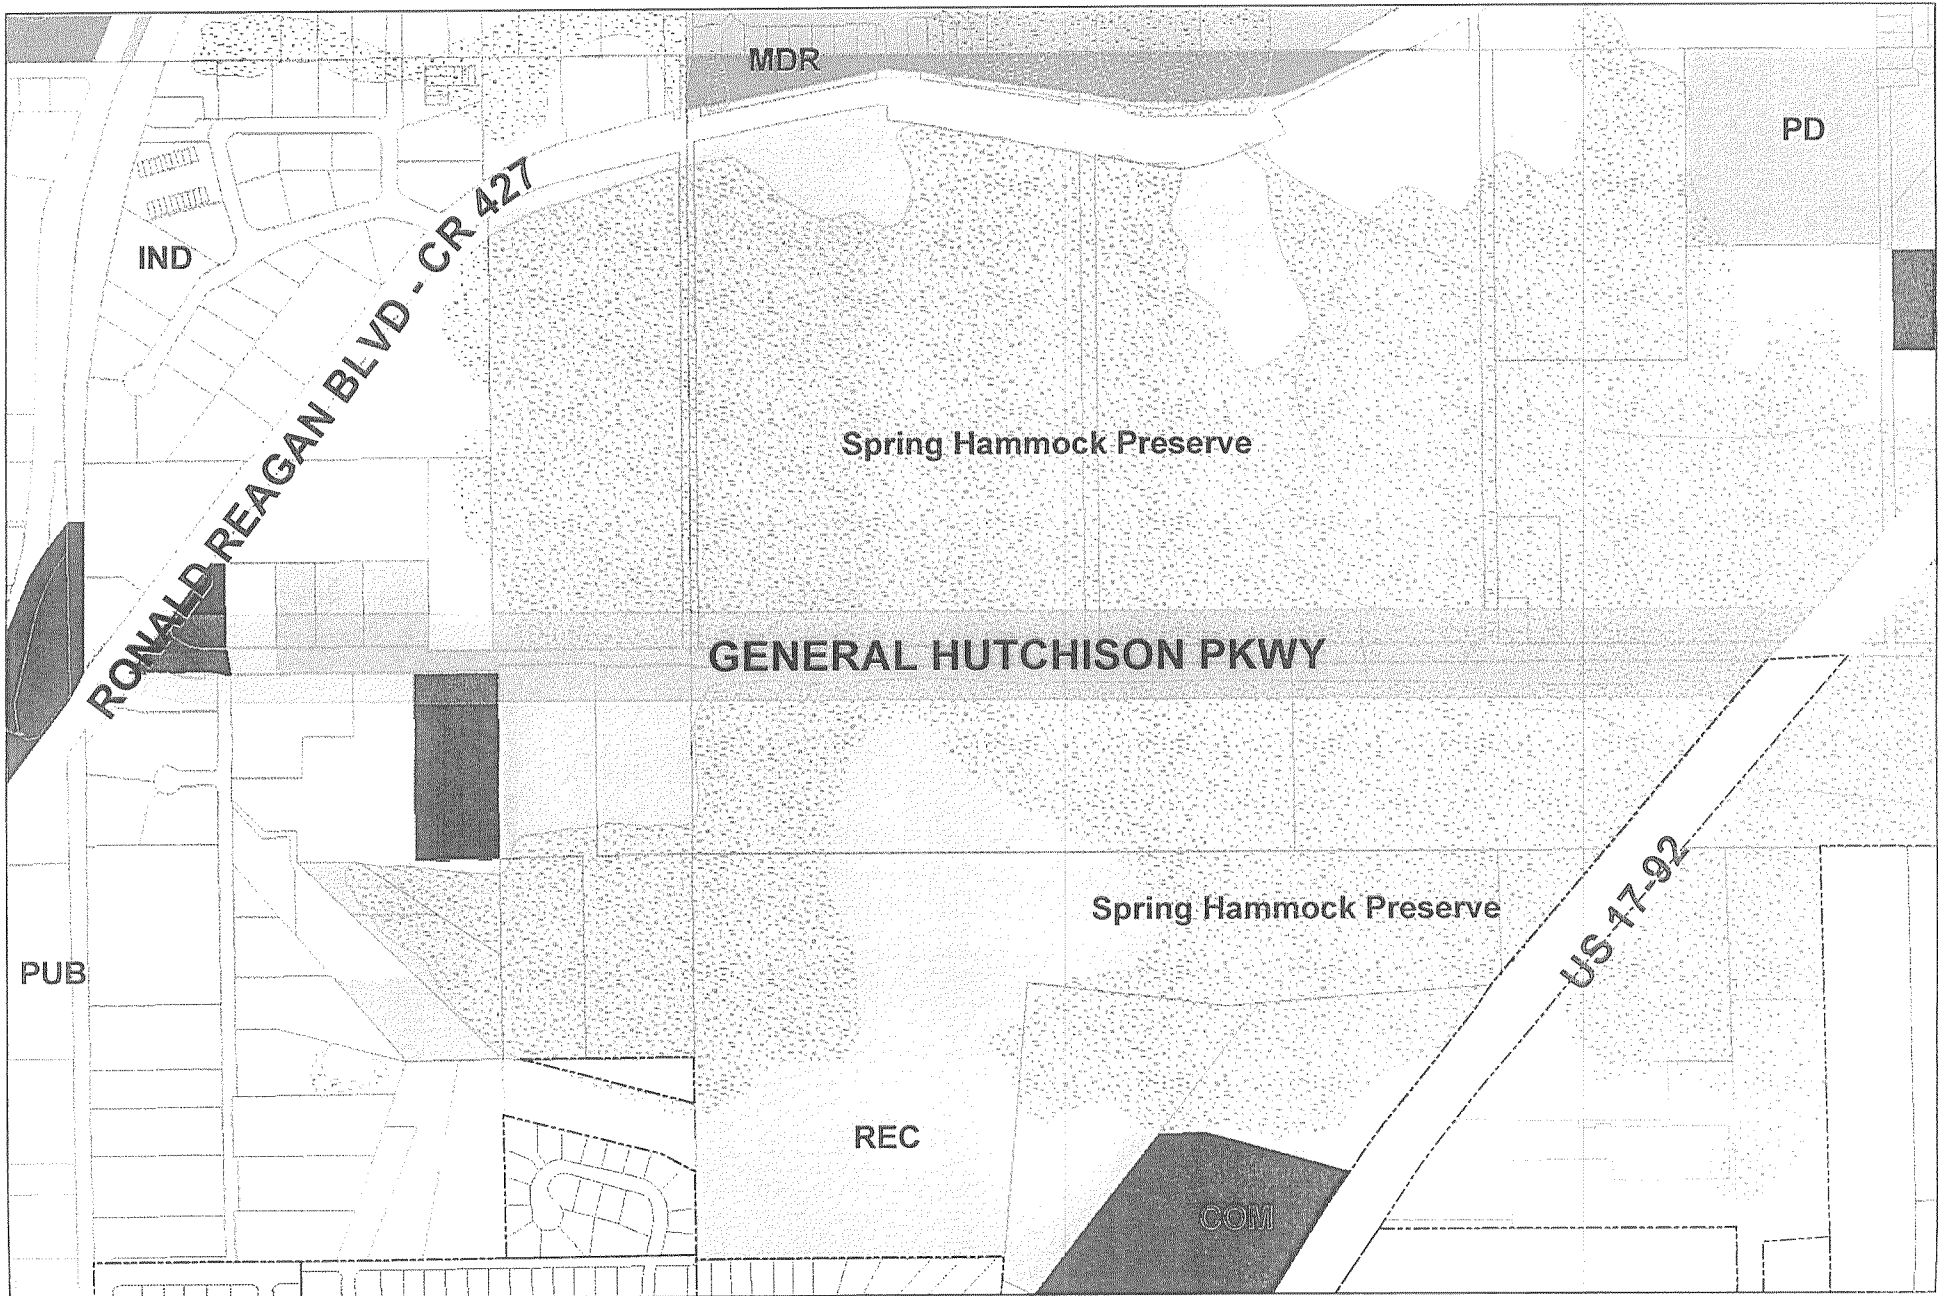 MDR
PD
IND
RONALD REAGAN BLVD - CR 427
Spring Hammock Preserve
GENERAL HUTCHISON PKWY
US 17-92
Spring Hammock Preserve
PUB
REC
COM